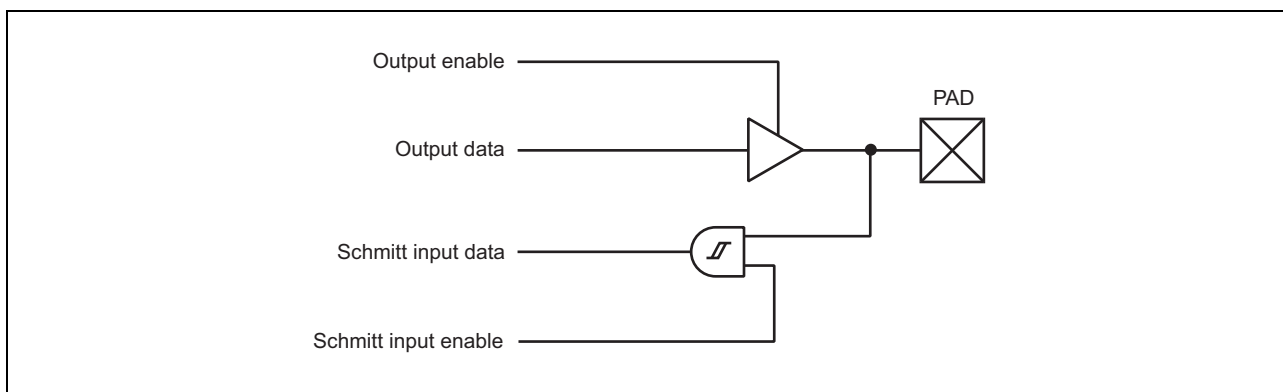 Output enable
PAD
Output data
Schmitt input data
Schmitt input enable